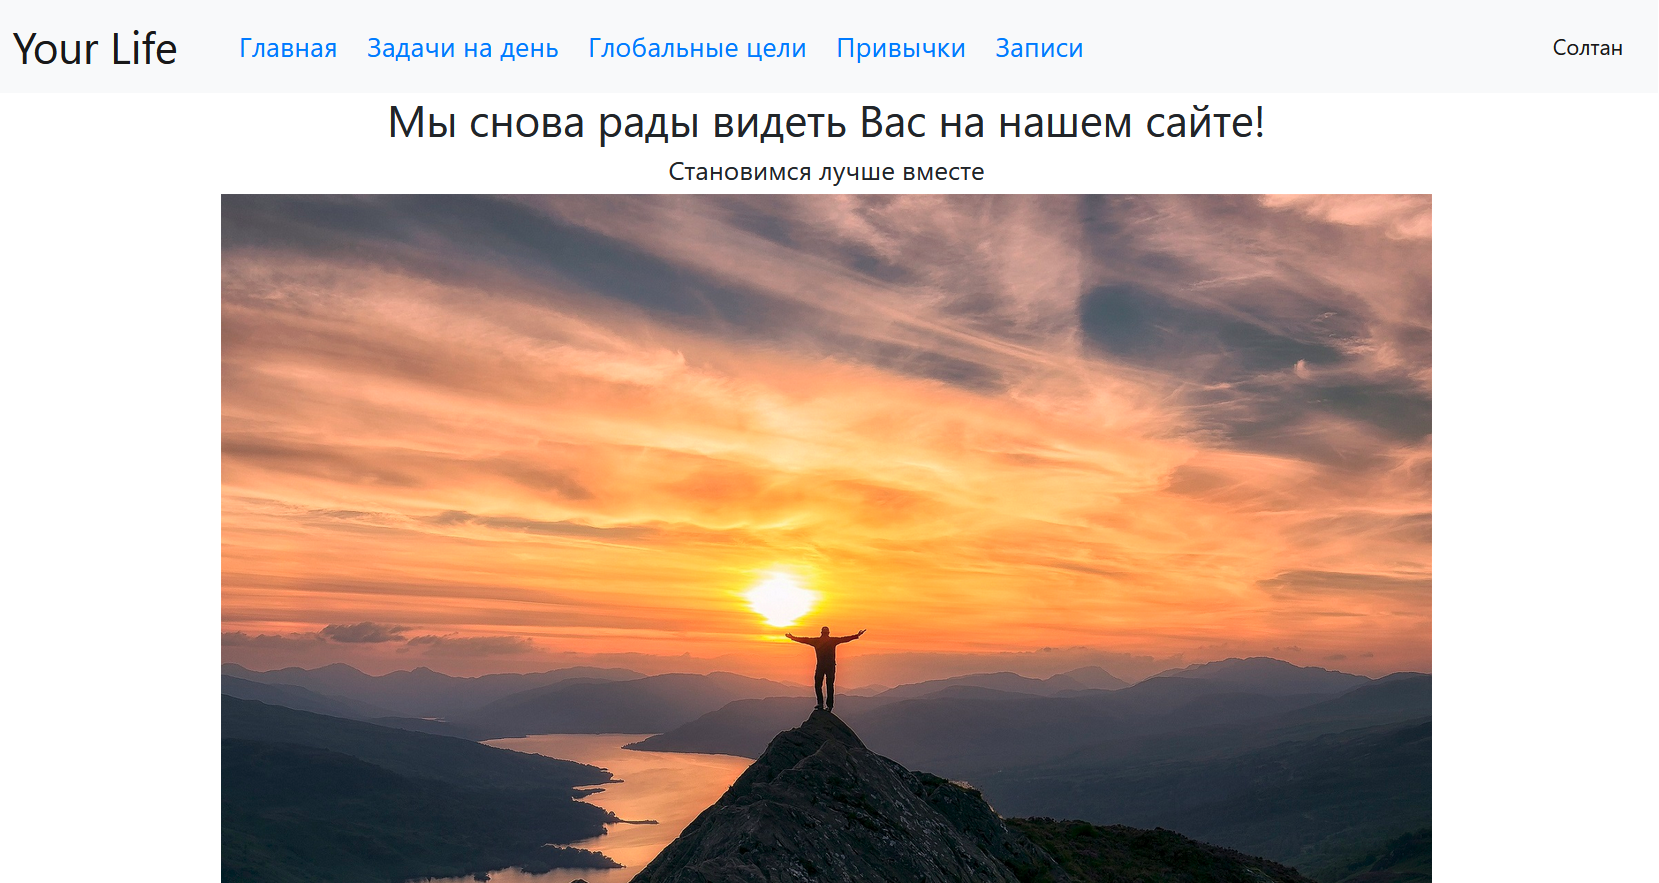 Your Life Главная Задачи на день Глобальные цели Привычки Записи Солтан
Мы снова рады видеть Вас на нашем сайте!
Становимся лучше вместе